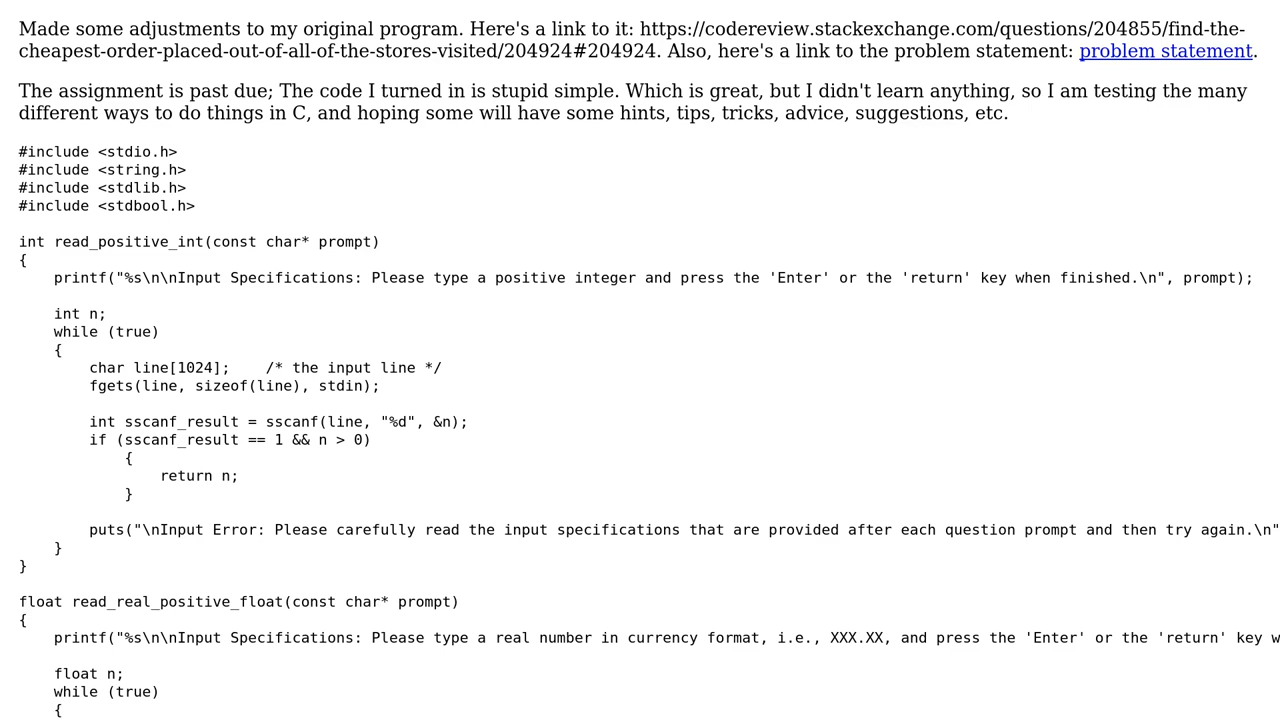 Made some adjustments to my original program. Here's a link to it: https://codereview.stackexchange.com/questions/204855/find-the-
cheapest-order-placed-out-of-all-of-the-stores-visited/204924#204924. Also, here's a link to the problem statement: problem statement.
The assignment is past due; The code I turned in is stupid simple. Which is great, but I didn't learn anything, so I am testing the many
different ways to do things in C, and hoping some will have some hints, tips, tricks, advice, suggestions, etc.
#include <stdio.h>
#include <string.h>
#include <stdlib.h>
#include <stdbool.h>
int read_positive_int(const char* prompt)
{
    printf("%s\n\nInput Specifications: Please type a positive integer and press the 'Enter' or the 'return' key when finished.\n", prompt);
    int n;
    while (true)
    {
        char line[1024];    /* the input line */
        fgets(line, sizeof(line), stdin);
        int sscanf_result = sscanf(line, "%d", &n);
        if (sscanf_result == 1 && n > 0)
            {
                return n;
            }
        puts("\nInput Error: Please carefully read the input specifications that are provided after each question prompt and then try again.\n"
    }
}
float read_real_positive_float(const char* prompt)
{
    printf("%s\n\nInput Specifications: Please type a real number in currency format, i.e., XXX.XX, and press the 'Enter' or the 'return' key
    float n;
    while (true)
    {